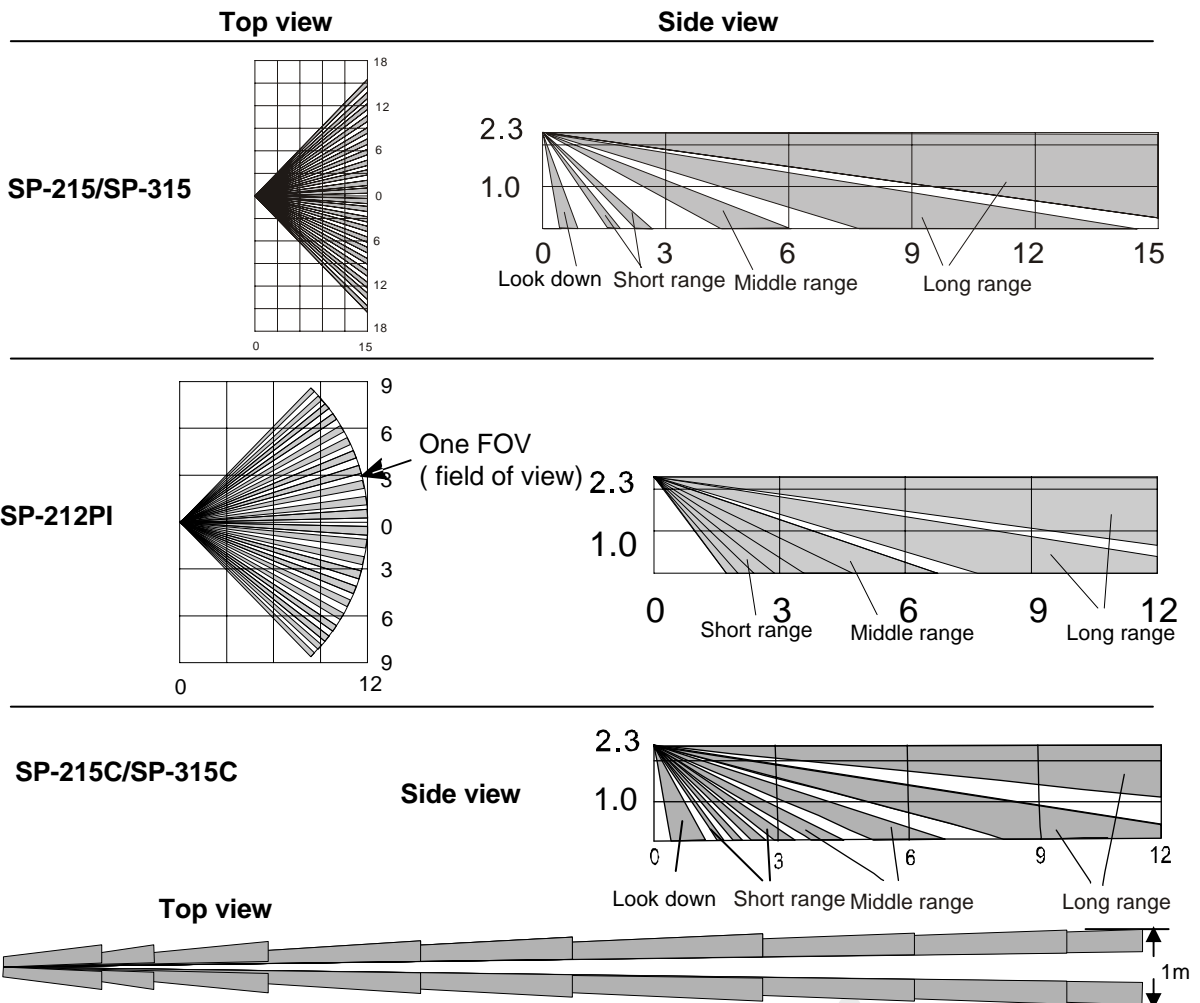 Top view
Side view
SP-215/SP-315
18
12
6
0
6
12
18
0 15
2.3
1.0
0 3 6 9 12 15
Look down Short range Middle range Long range
SP-212PI
9
6
3
0
3
6
9
0 12
One FOV
( field of view)
2.3
1.0
0 3 6 9 12
Short range Middle range Long range
SP-215C/SP-315C
Side view
2.3
1.0
0 3 6 9 12
Look down Short range Middle range Long range
Top view
1m